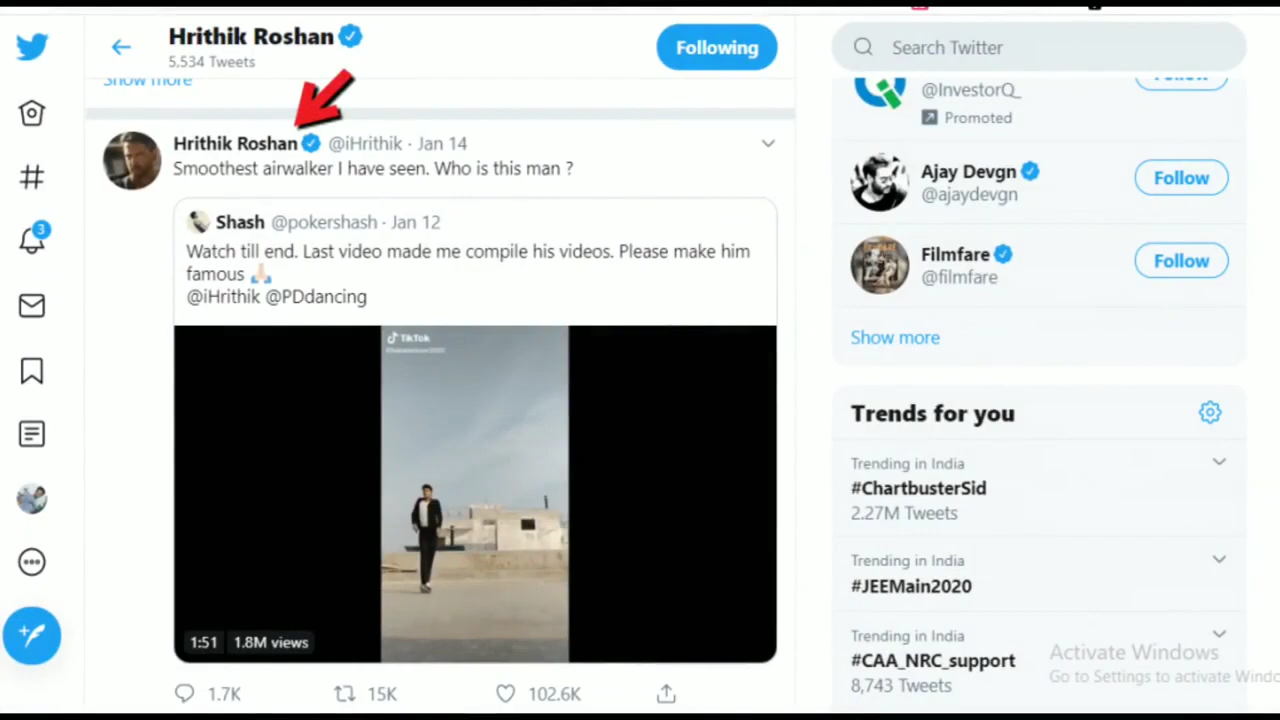 Hrithik Roshan
5,534 Tweets
Following
Show more
Hrithik Roshan @iHrithik · Jan 14
Smoothest airwalker I have seen. Who is this man ?
Shash @pokershash · Jan 12
Watch till end. Last video made me compile his videos. Please make him
famous 🙏🏻
@iHrithik @PDdancing
TikTok
1:51 1.8M views
1.7K 15K 102.6K
3
Search Twitter
@InvestorQ_
Promoted
Ajay Devgn
@ajaydevgn
Follow
Filmfare
@filmfare
Follow
Show more
Trends for you
Trending in India
#ChartbusterSid
2.27M Tweets
Trending in India
#JEEMain2020
Trending in India
#CAA_NRC_support
8,743 Tweets
Activate Windows
Go to Settings to activate Windo